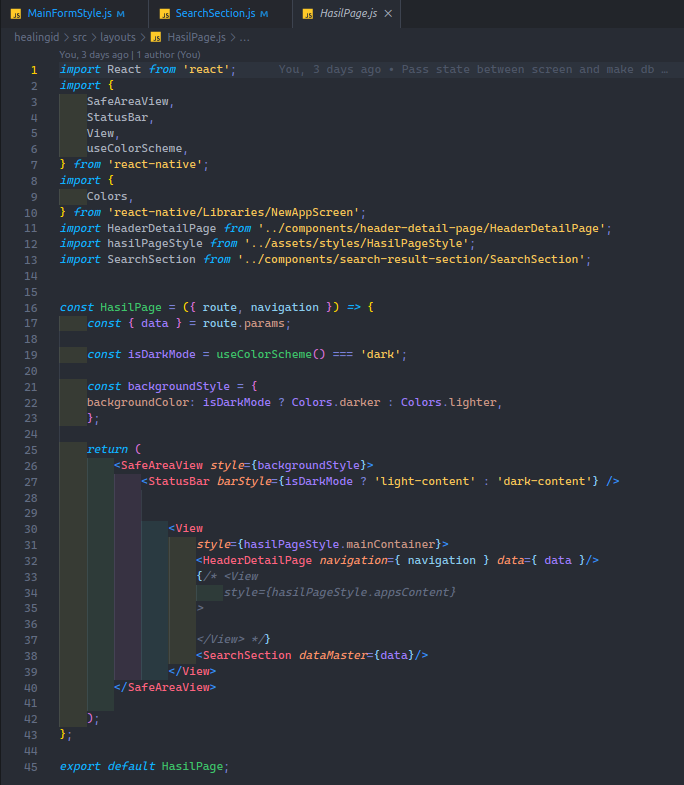 JS MainFormStyle.js M JS SearchSection.js M JS HasilPage.js ×
healingid > src > layouts > JS HasilPage.js > ...
You, 3 days ago | 1 author (You)
1 import React from 'react'; You, 3 days ago • Pass state between screen and make db …
2 import {
3 SafeAreaView,
4 StatusBar,
5 View,
6 useColorScheme,
7 } from 'react-native';
8 import {
9 Colors,
10 } from 'react-native/Libraries/NewAppScreen';
11 import HeaderDetailPage from '../components/header-detail-page/HeaderDetailPage';
12 import hasilPageStyle from '../assets/styles/HasilPageStyle';
13 import SearchSection from '../components/search-result-section/SearchSection';
14
15
16 const HasilPage = ({ route, navigation }) => {
17 const { data } = route.params;
18
19 const isDarkMode = useColorScheme() === 'dark';
20
21 const backgroundStyle = {
22 backgroundColor: isDarkMode ? Colors.darker : Colors.lighter,
23 };
24
25 return (
26 <SafeAreaView style={backgroundStyle}>
27 <StatusBar barStyle={isDarkMode ? 'light-content' : 'dark-content'} />
28
29
30 <View
31 style={hasilPageStyle.mainContainer}>
32 <HeaderDetailPage navigation={ navigation } data={ data }/>
33 {/* <View
34 style={hasilPageStyle.appsContent}
35 >
36
37 </View> */}
38 <SearchSection dataMaster={data}/>
39 </View>
40 </SafeAreaView>
41
42 );
43 };
44
45 export default HasilPage;